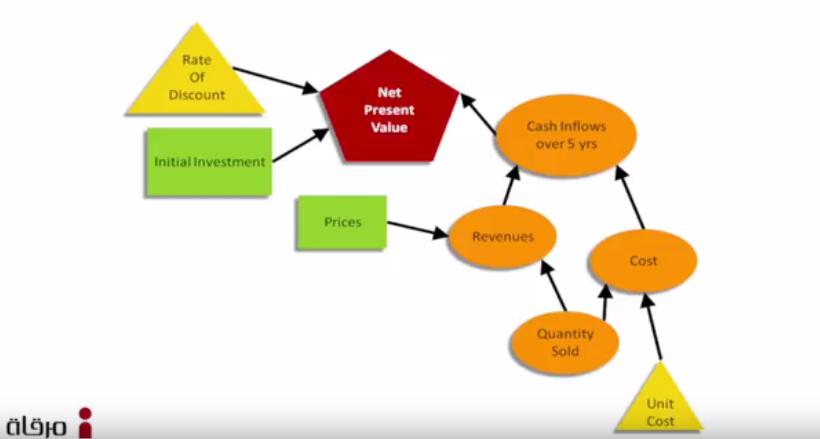 Rate
Of
Discount
Net
Present
Value
Cash Inflows
over 5 yrs
Initial Investment
Prices
Revenues
Cost
Quantity
Sold
Unit
Cost
مرقاة